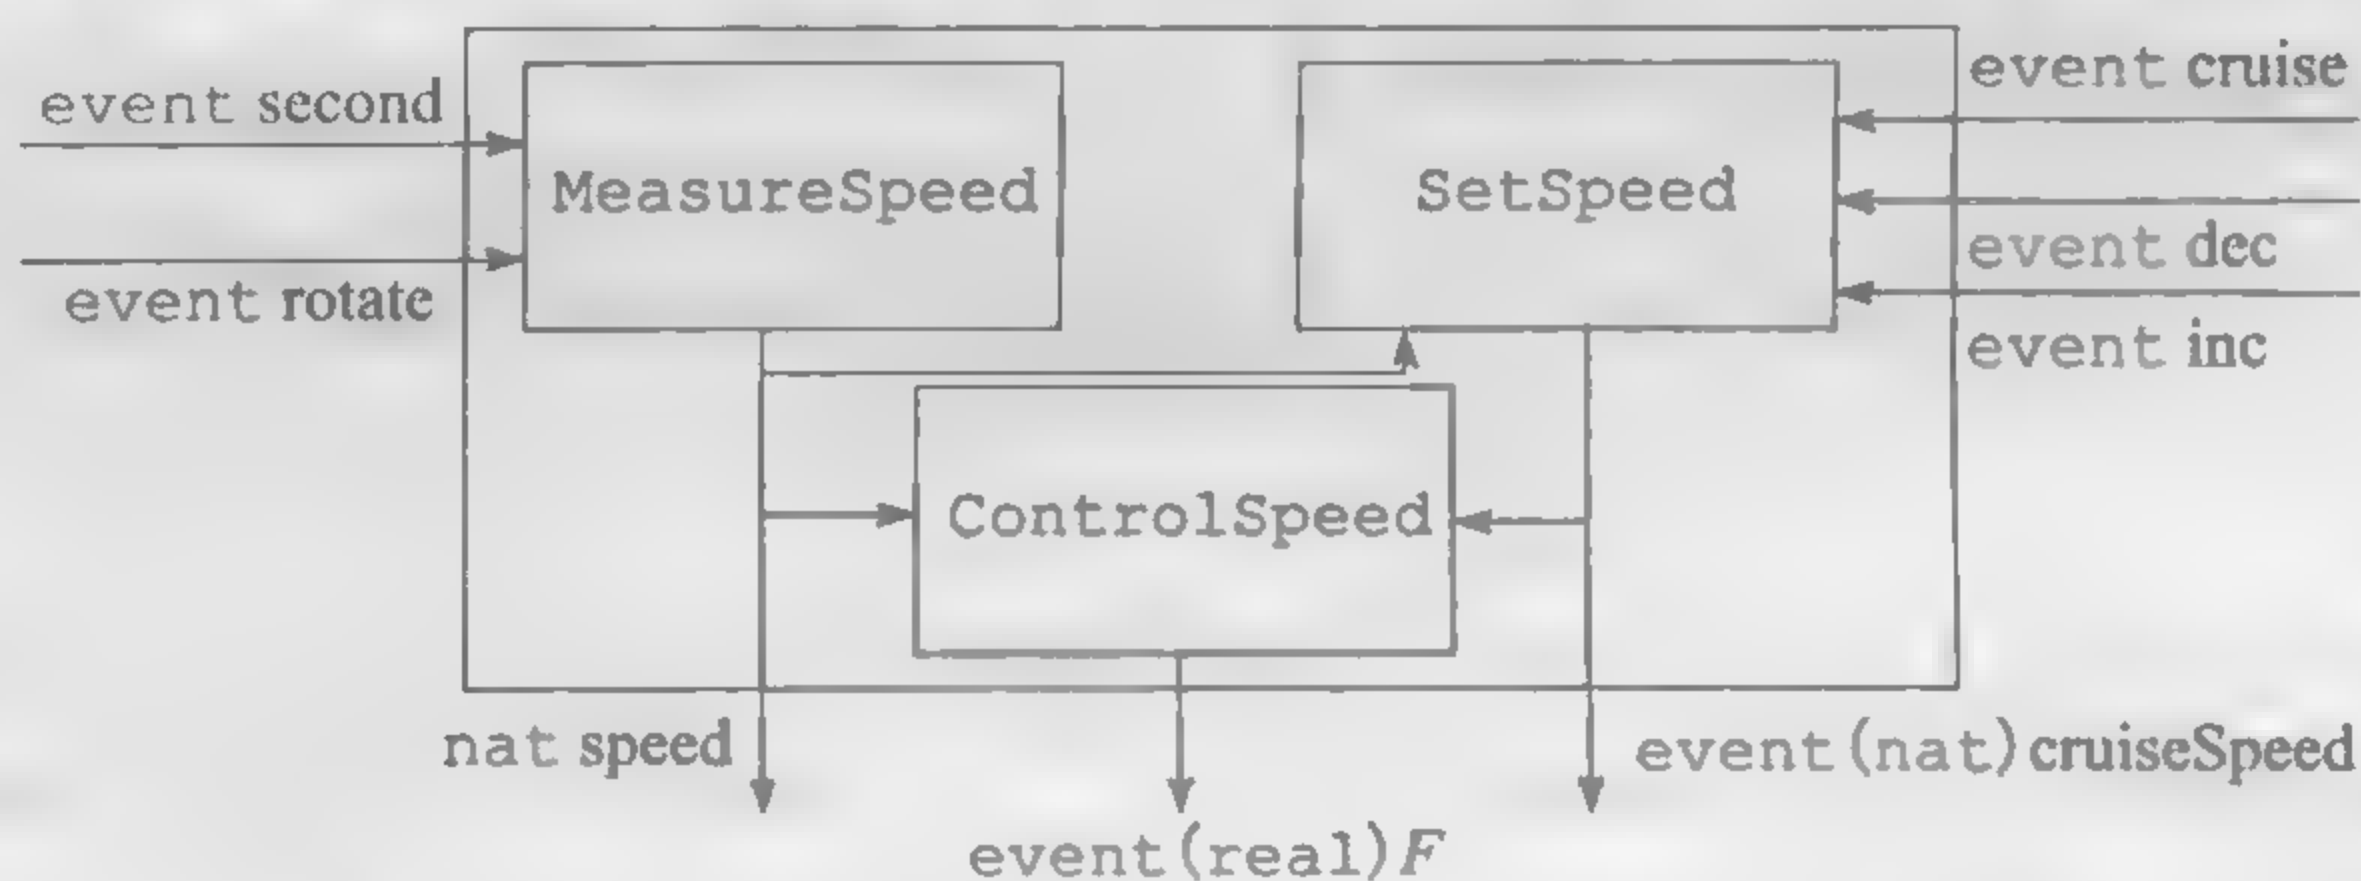 event second
event rotate
MeasureSpeed
SetSpeed
event cruise
event dec
event inc
ControlSpeed
nat speed
event(real)F
event(nat)cruiseSpeed